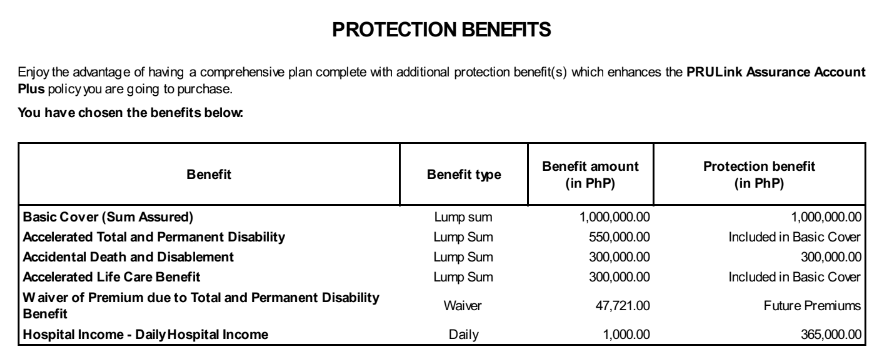 PROTECTION BENEFITS
Enjoy the advantage of having a comprehensive plan complete with additional protection benefit(s) which enhances the PRULink Assurance Account
Plus policy you are going to purchase.
You have chosen the benefits below:
Benefit Benefit type Benefit amount (in PhP) Protection benefit (in PhP)
Basic Cover (Sum Assured) Lump sum 1,000,000.00 1,000,000.00
Accelerated Total and Permanent Disability Lump Sum 550,000.00 Included in Basic Cover
Accidental Death and Disablement Lump Sum 300,000.00 300,000.00
Accelerated Life Care Benefit Lump Sum 300,000.00 Included in Basic Cover
Waiver of Premium due to Total and Permanent Disability
Benefit Waiver 47,721.00 Future Premiums
Hospital Income - Daily Hospital Income Daily 1,000.00 365,000.00